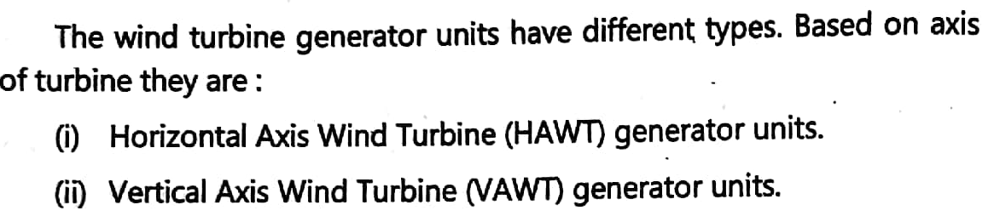 The wind turbine generator units have different types. Based on axis
of turbine they are :
(i) Horizontal Axis Wind Turbine (HAWT) generator units.
(ii) Vertical Axis Wind Turbine (VAWT) generator units.